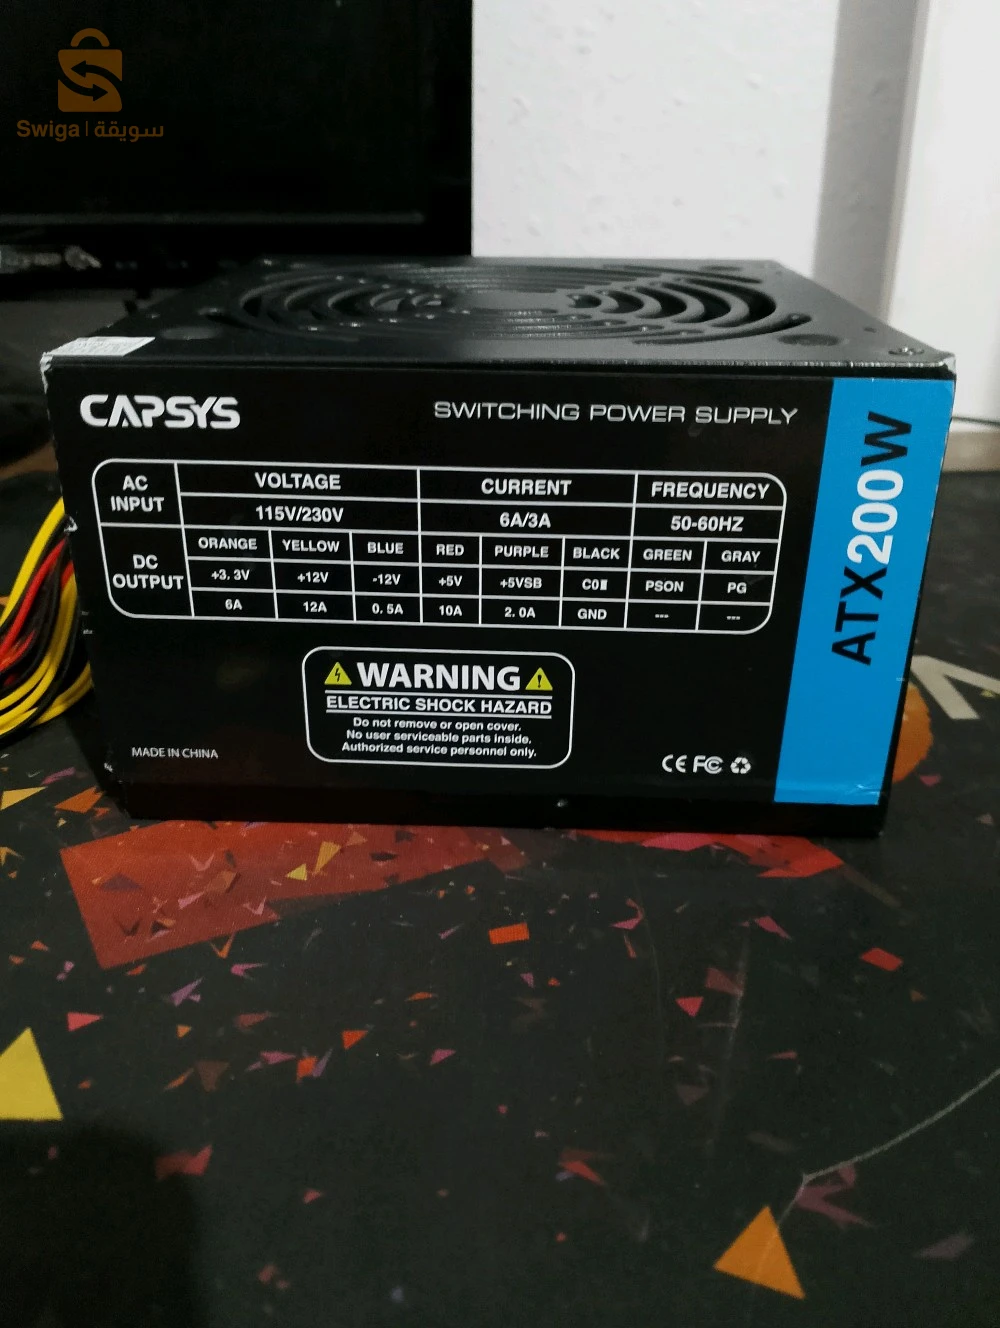 Swiga | سويقة
CAPSYS
SWITCHING POWER SUPPLY
AC INPUT
VOLTAGE CURRENT FREQUENCY
115V/230V 6A/3A 50-60HZ
DC OUTPUT
ORANGE YELLOW BLUE RED PURPLE BLACK GREEN GRAY
+3.3V +12V -12V +5V +5VSB PSON PG
6A 12A 0.5A 10A 2.0A GND --- ---
WARNING
ELECTRIC SHOCK HAZARD
Do not remove or open cover.
No user serviceable parts inside.
Authorized service personnel only.
MADE IN CHINA
CE FC
ATX200W